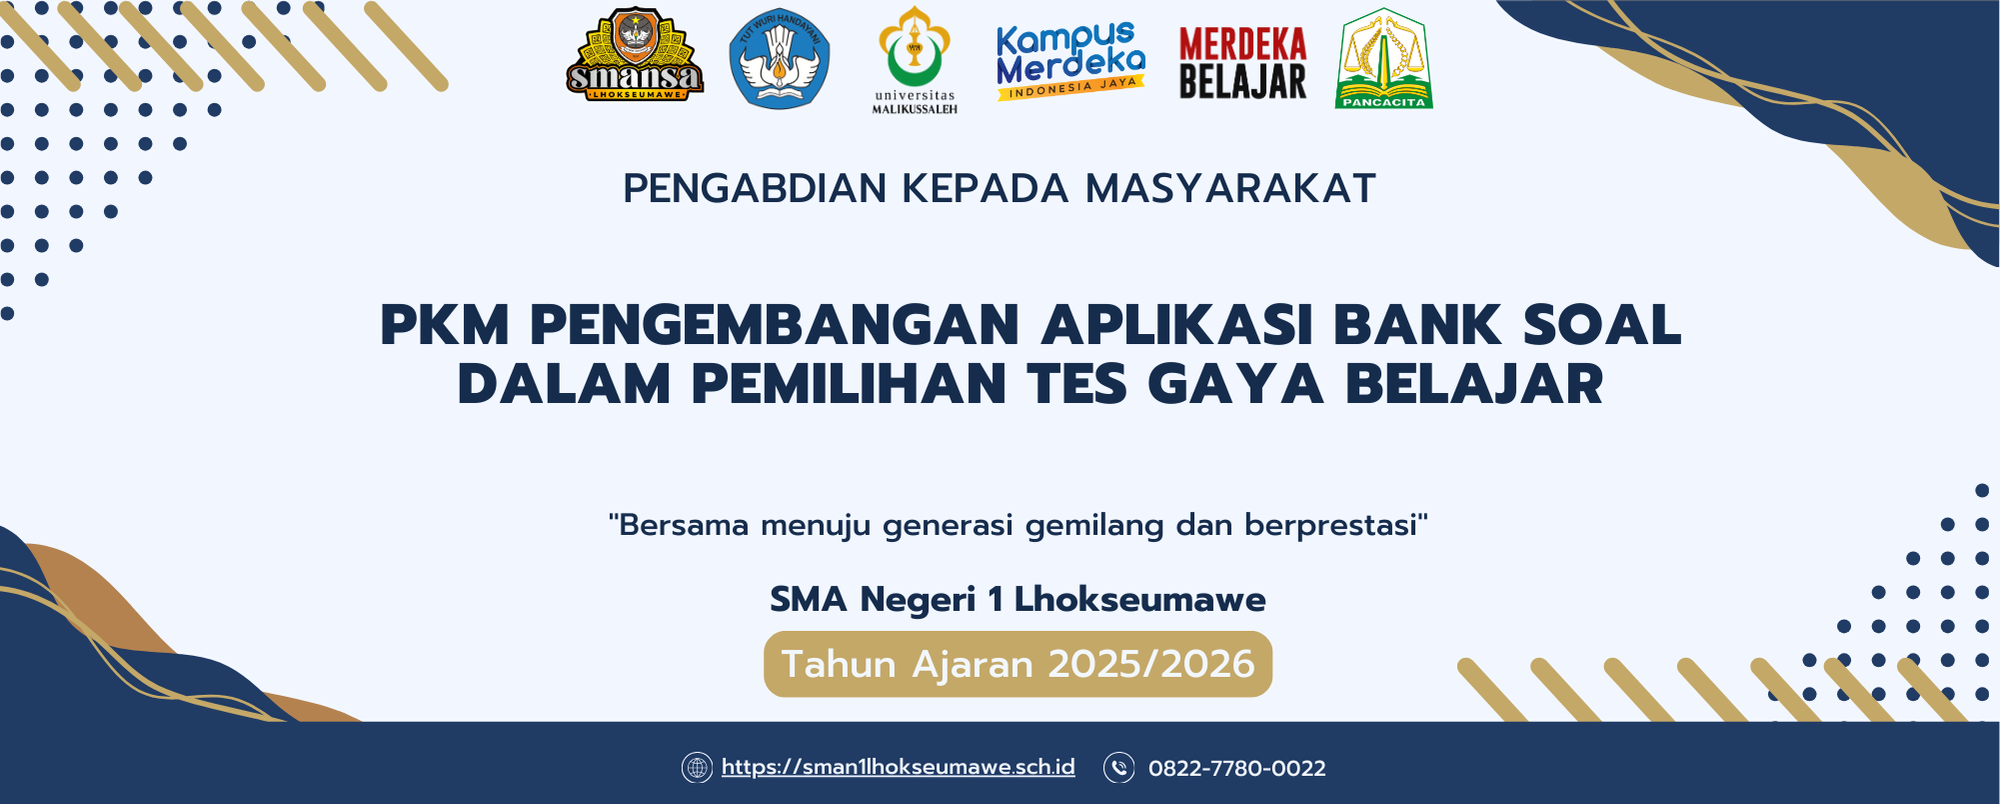 smansa
LHOKSEUMAWE
TUT WURI HANDAYANI
universitas
MALIKUSSALEH
Kampus
Merdeka
INDONESIA JAYA
MERDEKA
BELAJAR
PANCACITA
PENGABDIAN KEPADA MASYARAKAT
PKM PENGEMBANGAN APLIKASI BANK SOAL
DALAM PEMILIHAN TES GAYA BELAJAR
"Bersama menuju generasi gemilang dan berprestasi"
SMA Negeri 1 Lhokseumawe
Tahun Ajaran 2025/2026
https://sman1lhokseumawe.sch.id
0822-7780-0022